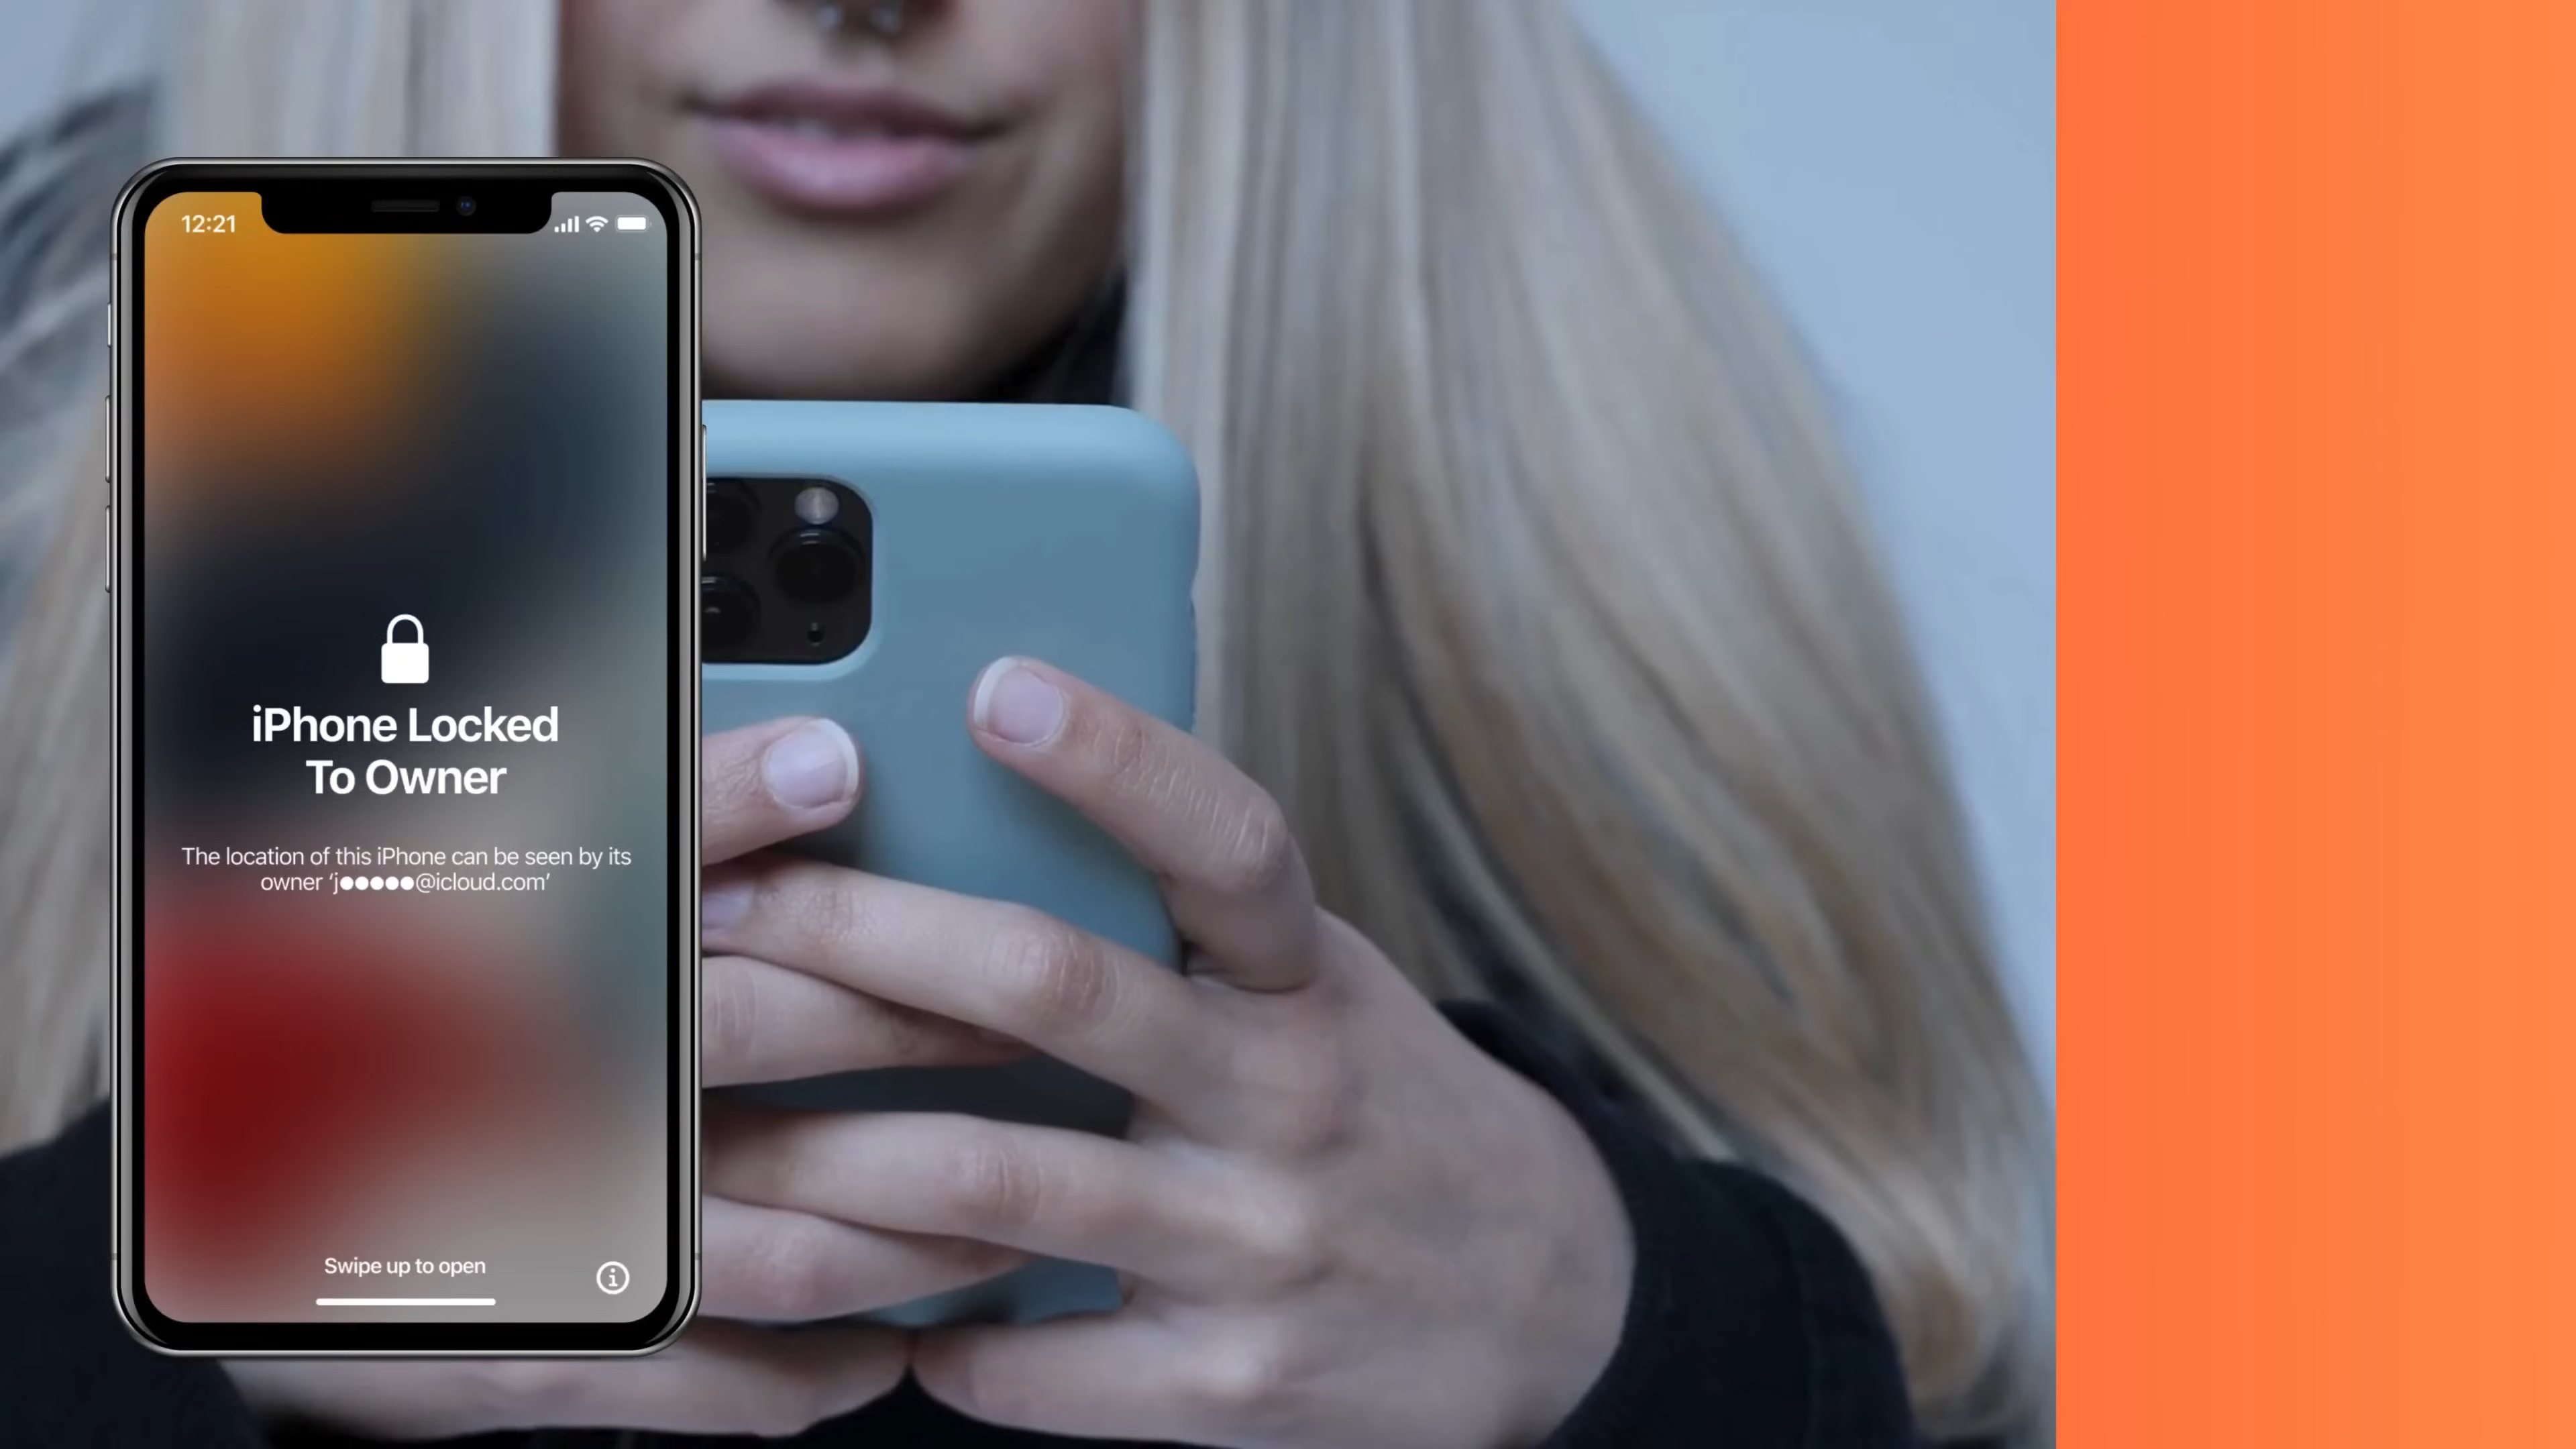 12:21
iPhone Locked
To Owner
The location of this iPhone can be seen by its
owner ‘j●●●●●@icloud.com’
Swipe up to open